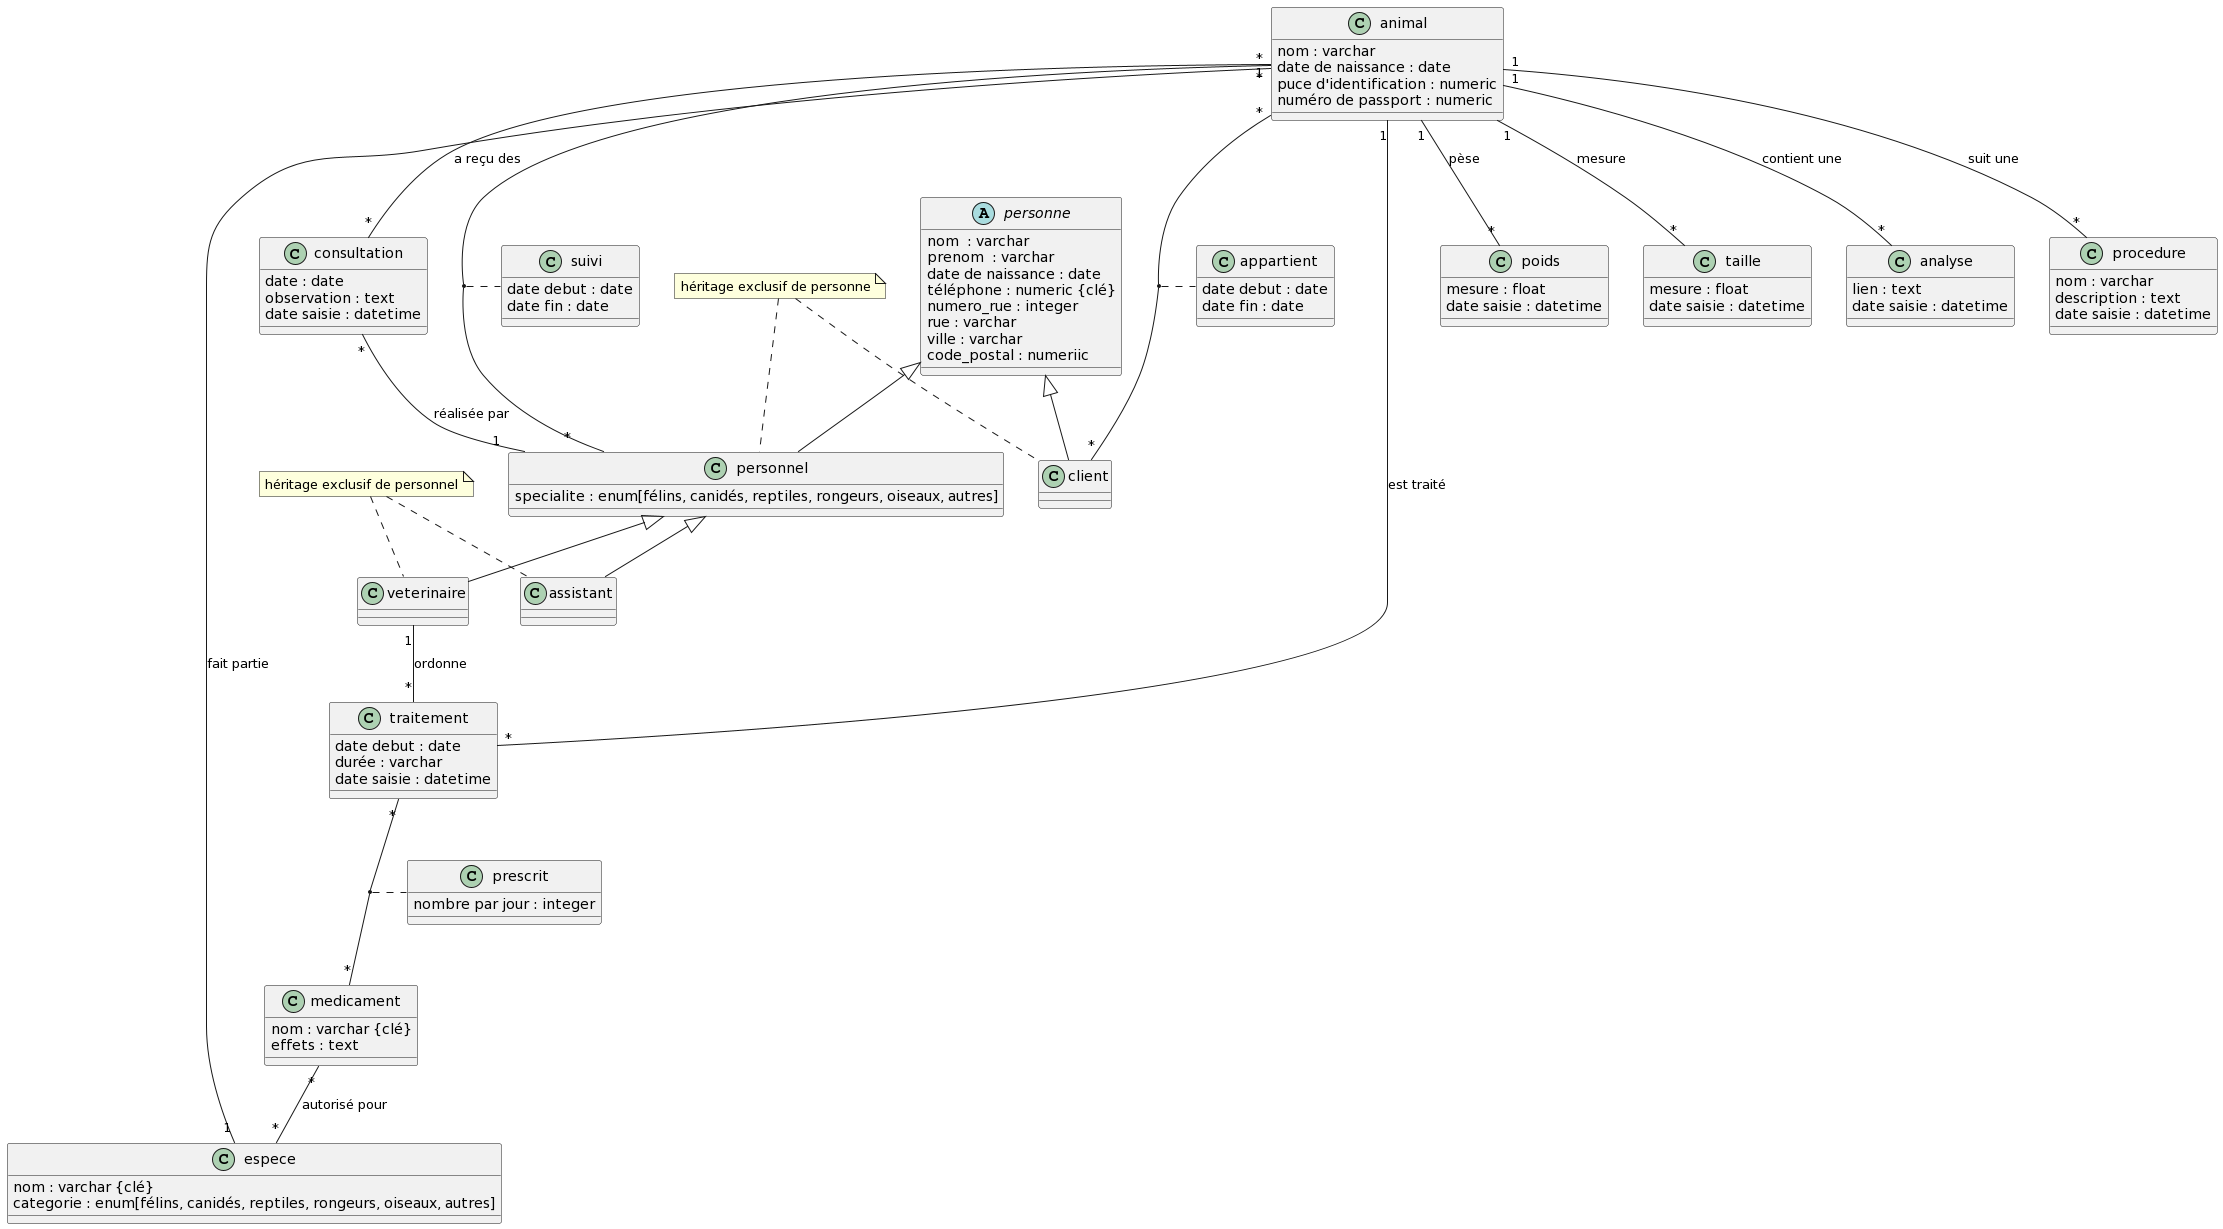 animal
nom : varchar
date de naissance : date
puce d'identification : numeric
numéro de passport : numeric
*
1
*
*
1
1
1
1
1
a reçu des
pèse
mesure
contient une
suit une
*
*
*
*
*
consultation
date : date
observation : text
date saisie : datetime
suivi
date debut : date
date fin : date
héritage exclusif de personne
personne
nom : varchar
prenom : varchar
date de naissance : date
téléphone : numeric {clé}
numero_rue : integer
rue : varchar
ville : varchar
code_postal : numeriic
appartient
date debut : date
date fin : date
poids
mesure : float
date saisie : datetime
taille
mesure : float
date saisie : datetime
analyse
lien : text
date saisie : datetime
procedure
nom : varchar
description : text
date saisie : datetime
*
réalisée par
1
*
*
personnel
specialite : enum[félins, canidés, reptiles, rongeurs, oiseaux, autres]
client
héritage exclusif de personnel
est traité
veterinaire
assistant
1
ordonne
*
fait partie
traitement
date debut : date
durée : varchar
date saisie : datetime
*
*
prescrit
nombre par jour : integer
*
medicament
nom : varchar {clé}
effets : text
*
autorisé pour
1
*
espece
nom : varchar {clé}
categorie : enum[félins, canidés, reptiles, rongeurs, oiseaux, autres]